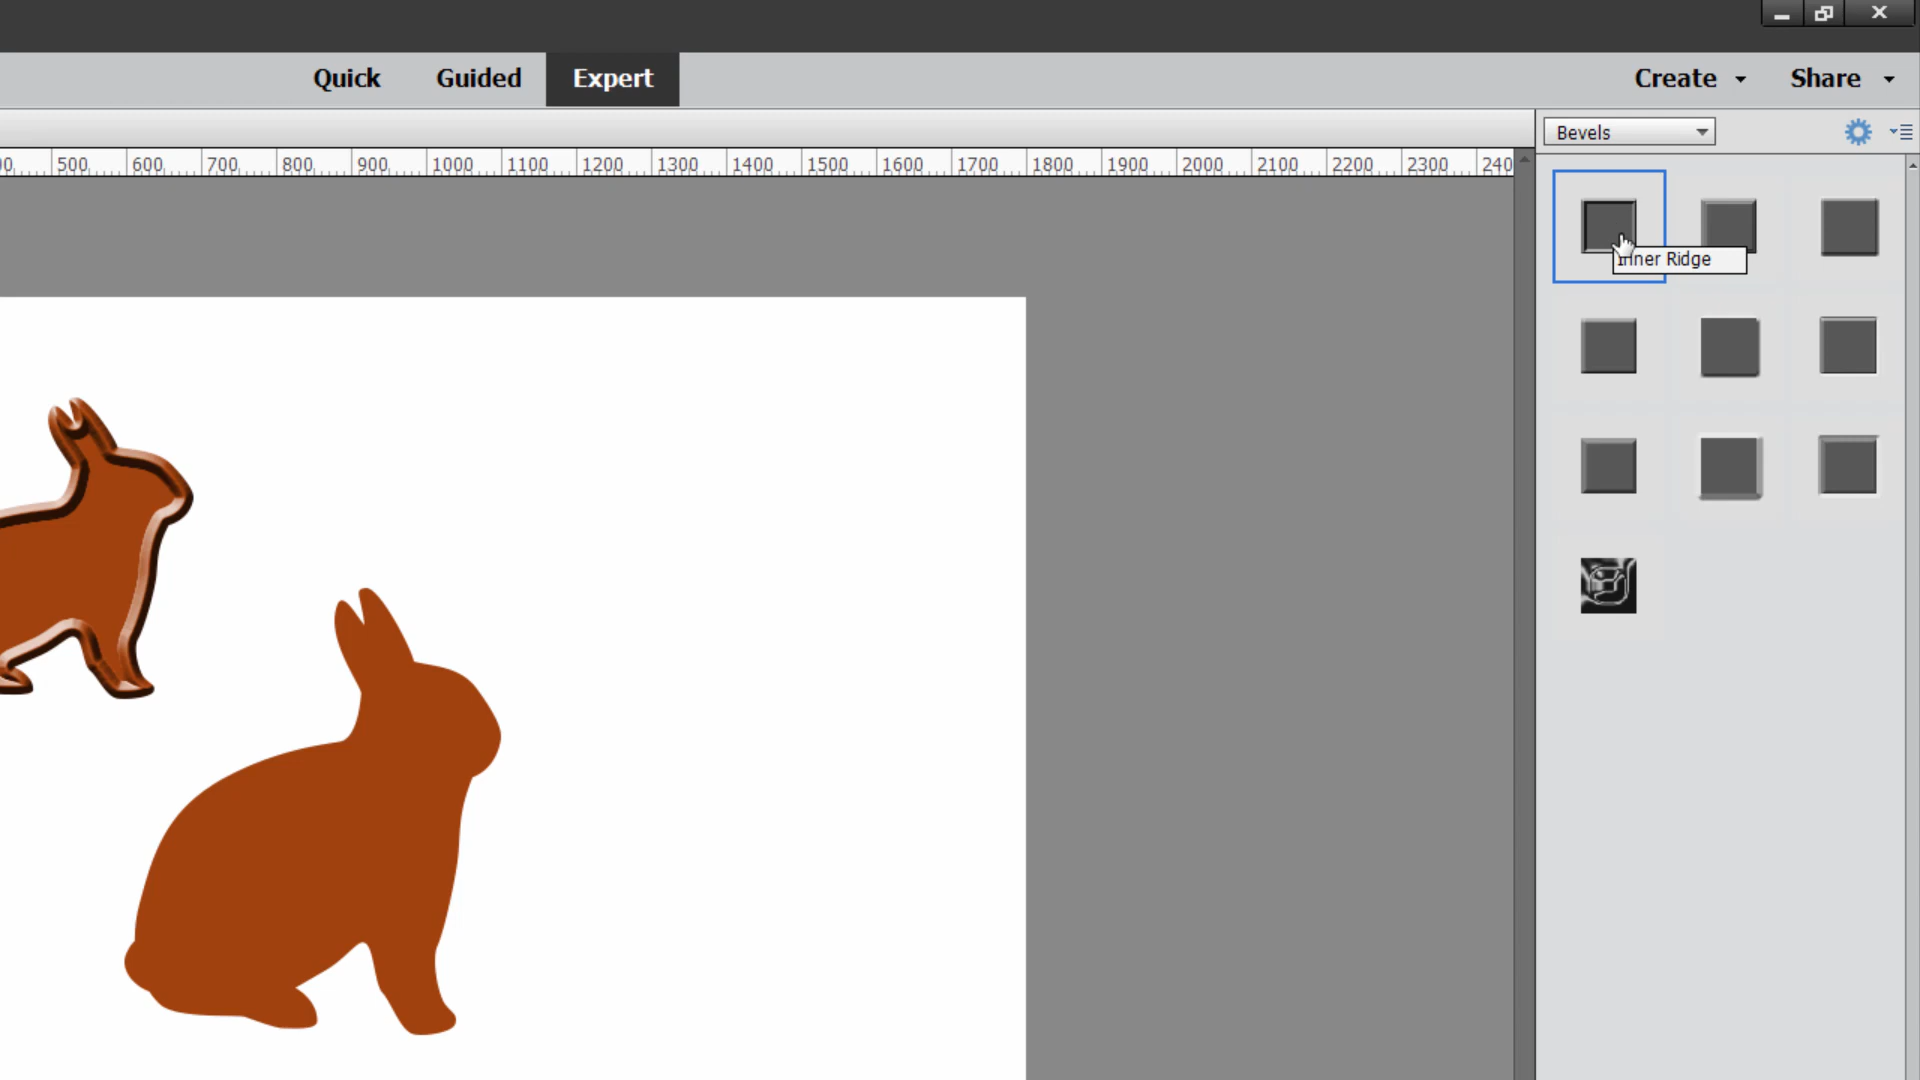 Quick Guided Expert Create Share
Bevels
500 600 700 800 900 1000 1100 1200 1300 1400 1500 1600 1700 1800 1900 2000 2100 2200 2300 240
Inner Ridge